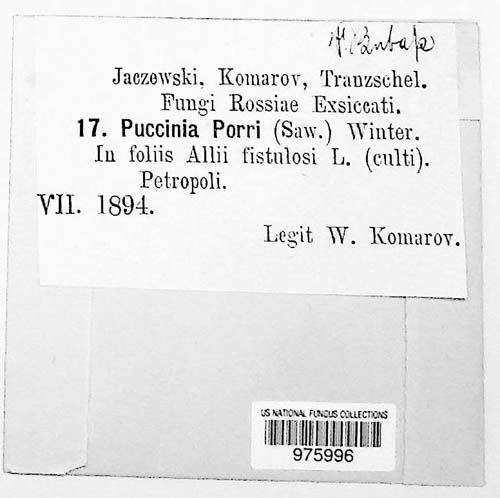 Jaczewski, Komarov, Tranzschel.
Fungi Rossiae Exsiccati.
17. Puccinia Porri (Saw.) Winter.
In foliis Allii fistulosi L. (culti).
Petropoli.
VII. 1894.
Legit W. Komarov.
US NATIONAL FUNGUS COLLECTIONS
975996